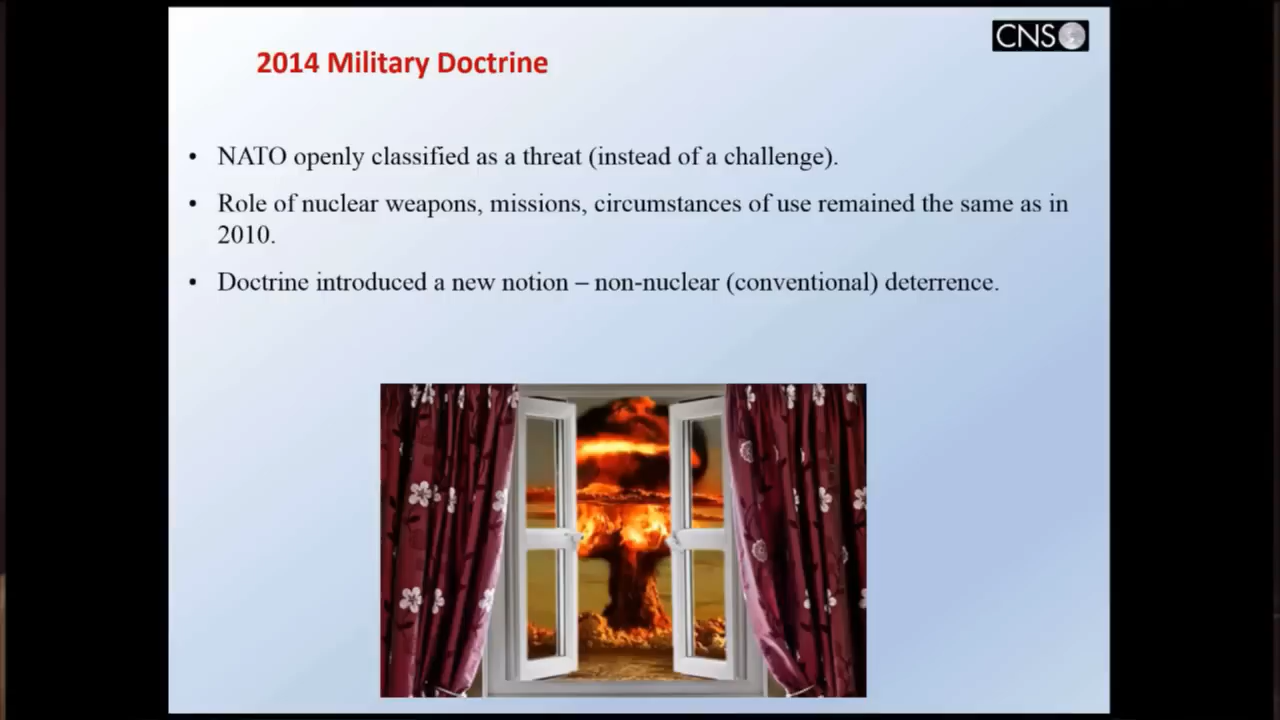 CNS
2014 Military Doctrine
• NATO openly classified as a threat (instead of a challenge).
• Role of nuclear weapons, missions, circumstances of use remained the same as in
2010.
• Doctrine introduced a new notion – non-nuclear (conventional) deterrence.